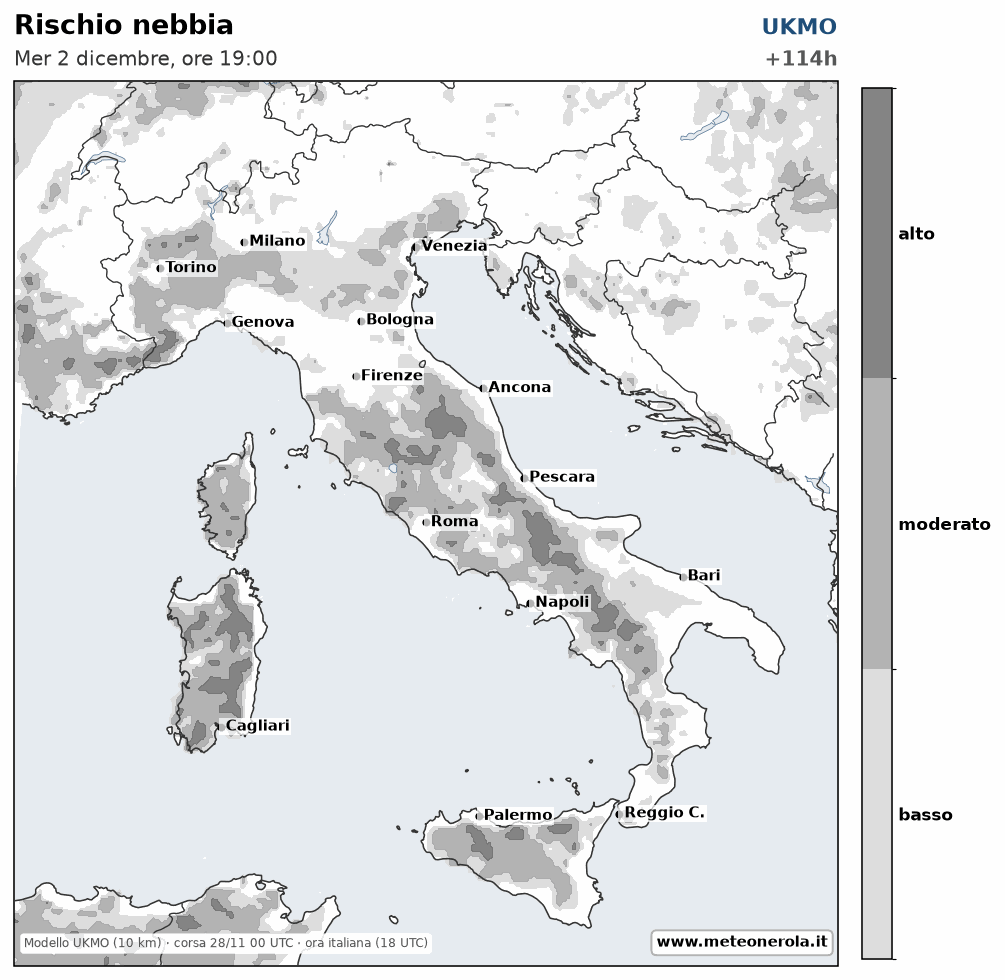 Rischio nebbia
UKMO
Mer 2 dicembre, ore 19:00
+114h
alto
Milano
Venezia
Torino
Genova
Bologna
Firenze
Ancona
Pescara
Roma
moderato
Bari
Napoli
Cagliari
Palermo
Reggio C.
basso
Modello UKMO (10 km) · corsa 28/11 00 UTC · ora italiana (18 UTC)
www.meteonerola.it